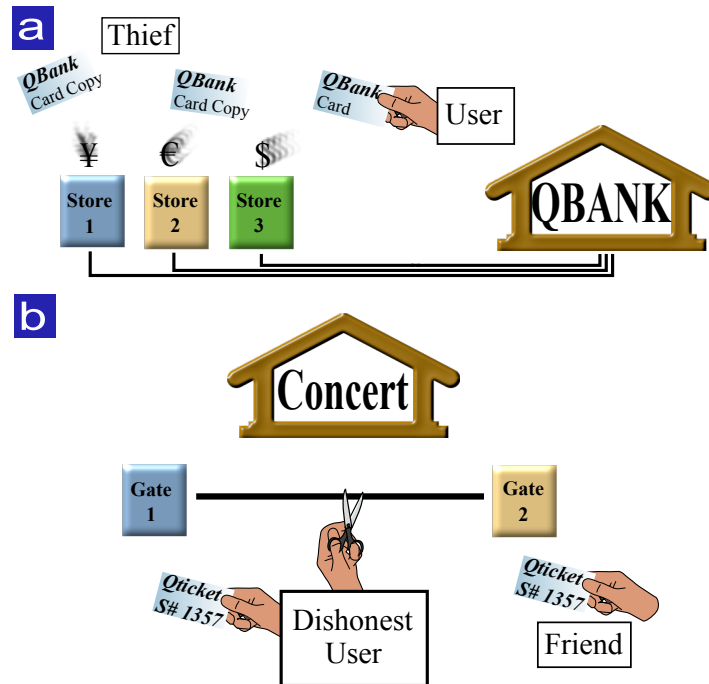 a
Thief
QBank
Card Copy
QBank
Card Copy
QBank
Card
User
¥
€
$
Store
1
Store
2
Store
3
QBANK
b
Concert
Gate
1
Gate
2
Qticket
S# 1357
Dishonest
User
Qticket
S# 1357
Friend